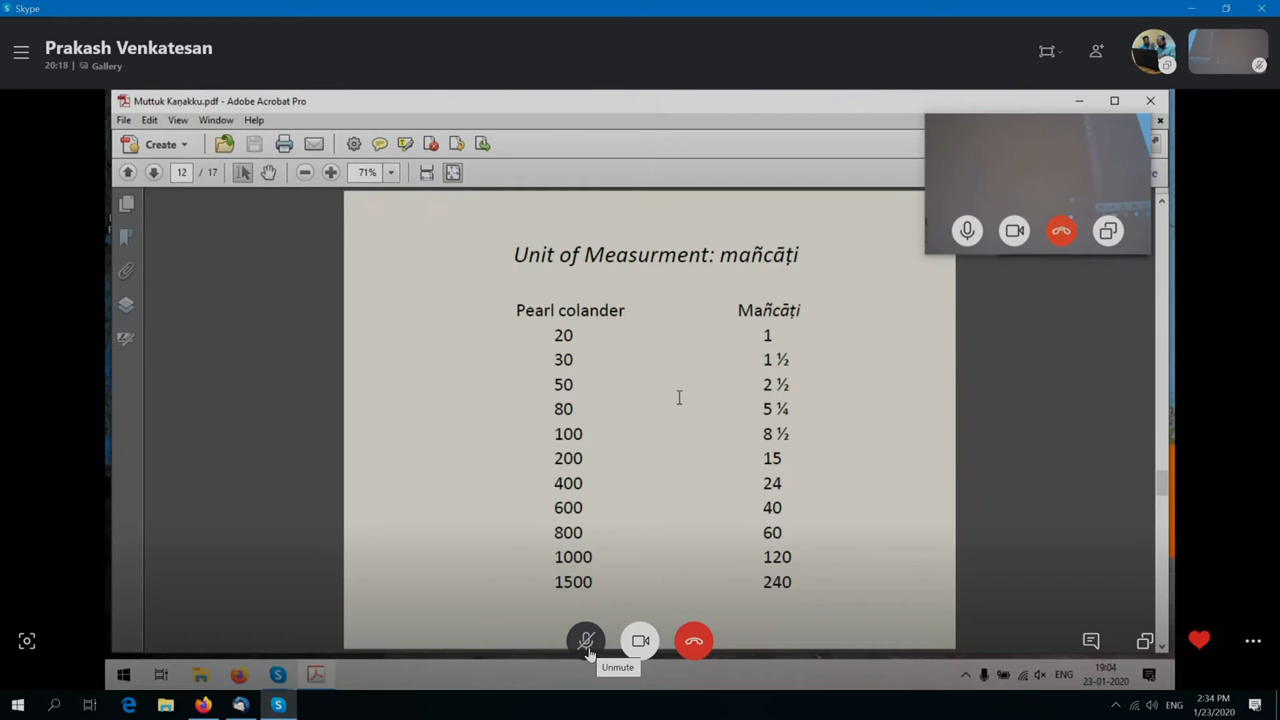 Skype
Prakash Venkatesan
20:18 | Gallery
Muttuk Kaṇakku.pdf - Adobe Acrobat Pro
File Edit View Window Help
Create
12 / 17 71%
Unit of Measurment: mañcāṭi
Pearl colander Mañcāṭi
20 1
30 1 ½
50 2 ½
80 5 ¼
100 8 ½
200 15
400 24
600 40
800 60
1000 120
1500 240
Unmute
ENG 19:04
23-01-2020
ENG 2:34 PM
1/23/2020